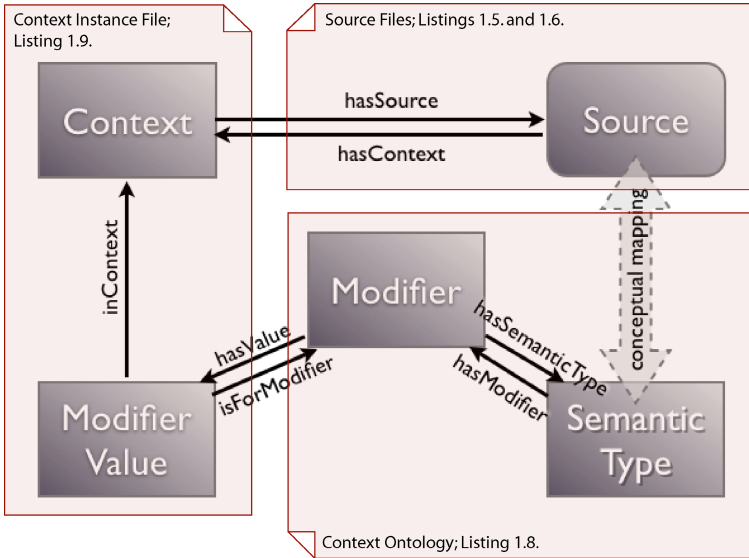 Context Instance File;
Listing 1.9.
Source Files; Listings 1.5. and 1.6.
Context
hasSource
hasContext
Source
inContext
conceptual mapping
Modifier
hasValue
isForModifier
hasSemanticType
hasModifier
Modifier
Value
Semantic
Type
Context Ontology; Listing 1.8.